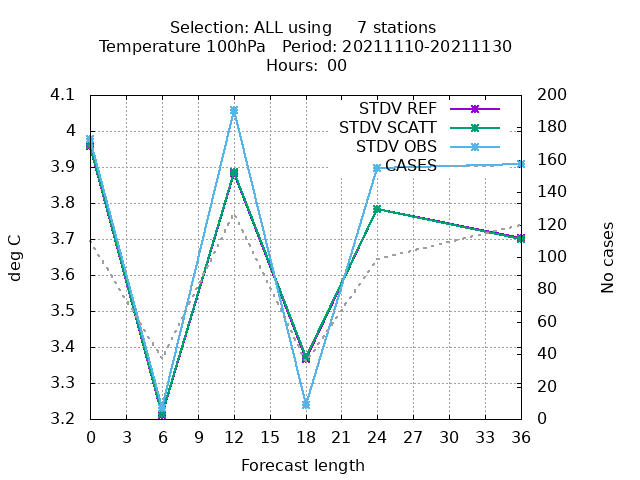 Selection: ALL using     7 stations
Temperature 100hPa   Period: 20211110-20211130
Hours:  00
STDV REF
STDV SCATT
STDV OBS
CASES
deg C
4.1
4
3.9
3.8
3.7
3.6
3.5
3.4
3.3
3.2
200
180
160
140
120
100
80
60
40
20
0
No cases
0 3 6 9 12 15 18 21 24 27 30 33 36
Forecast length